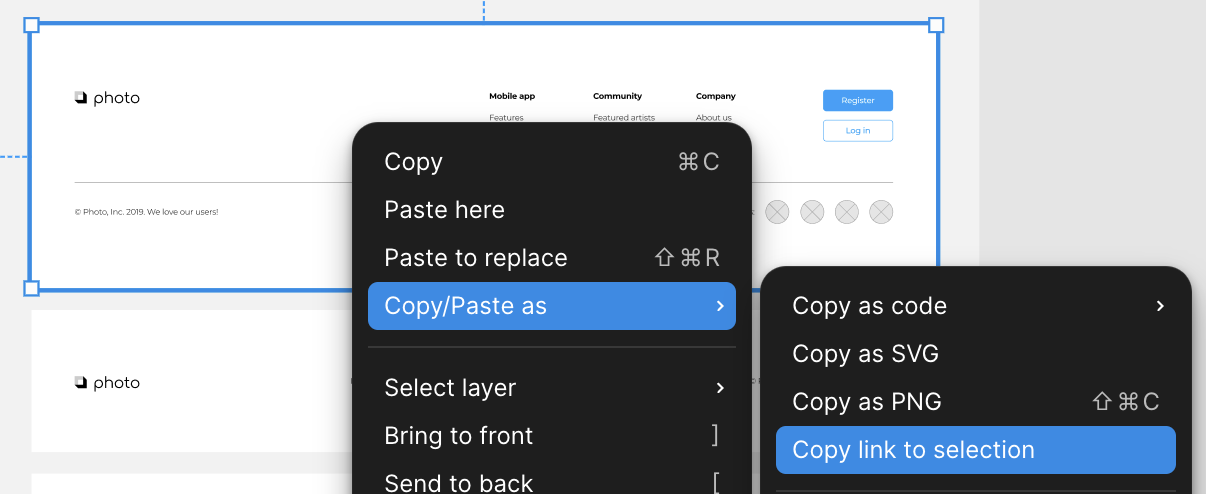 photo
Mobile app
Community
Company
Register
Features
Featured artists
About us
Log in
© Photo, Inc. 2019. We love our users!
Copy ⌘C
Paste here
Paste to replace ⇧⌘R
Copy/Paste as
Select layer
Bring to front ]
Send to back [
Copy as code
Copy as SVG
Copy as PNG ⇧⌘C
Copy link to selection
photo